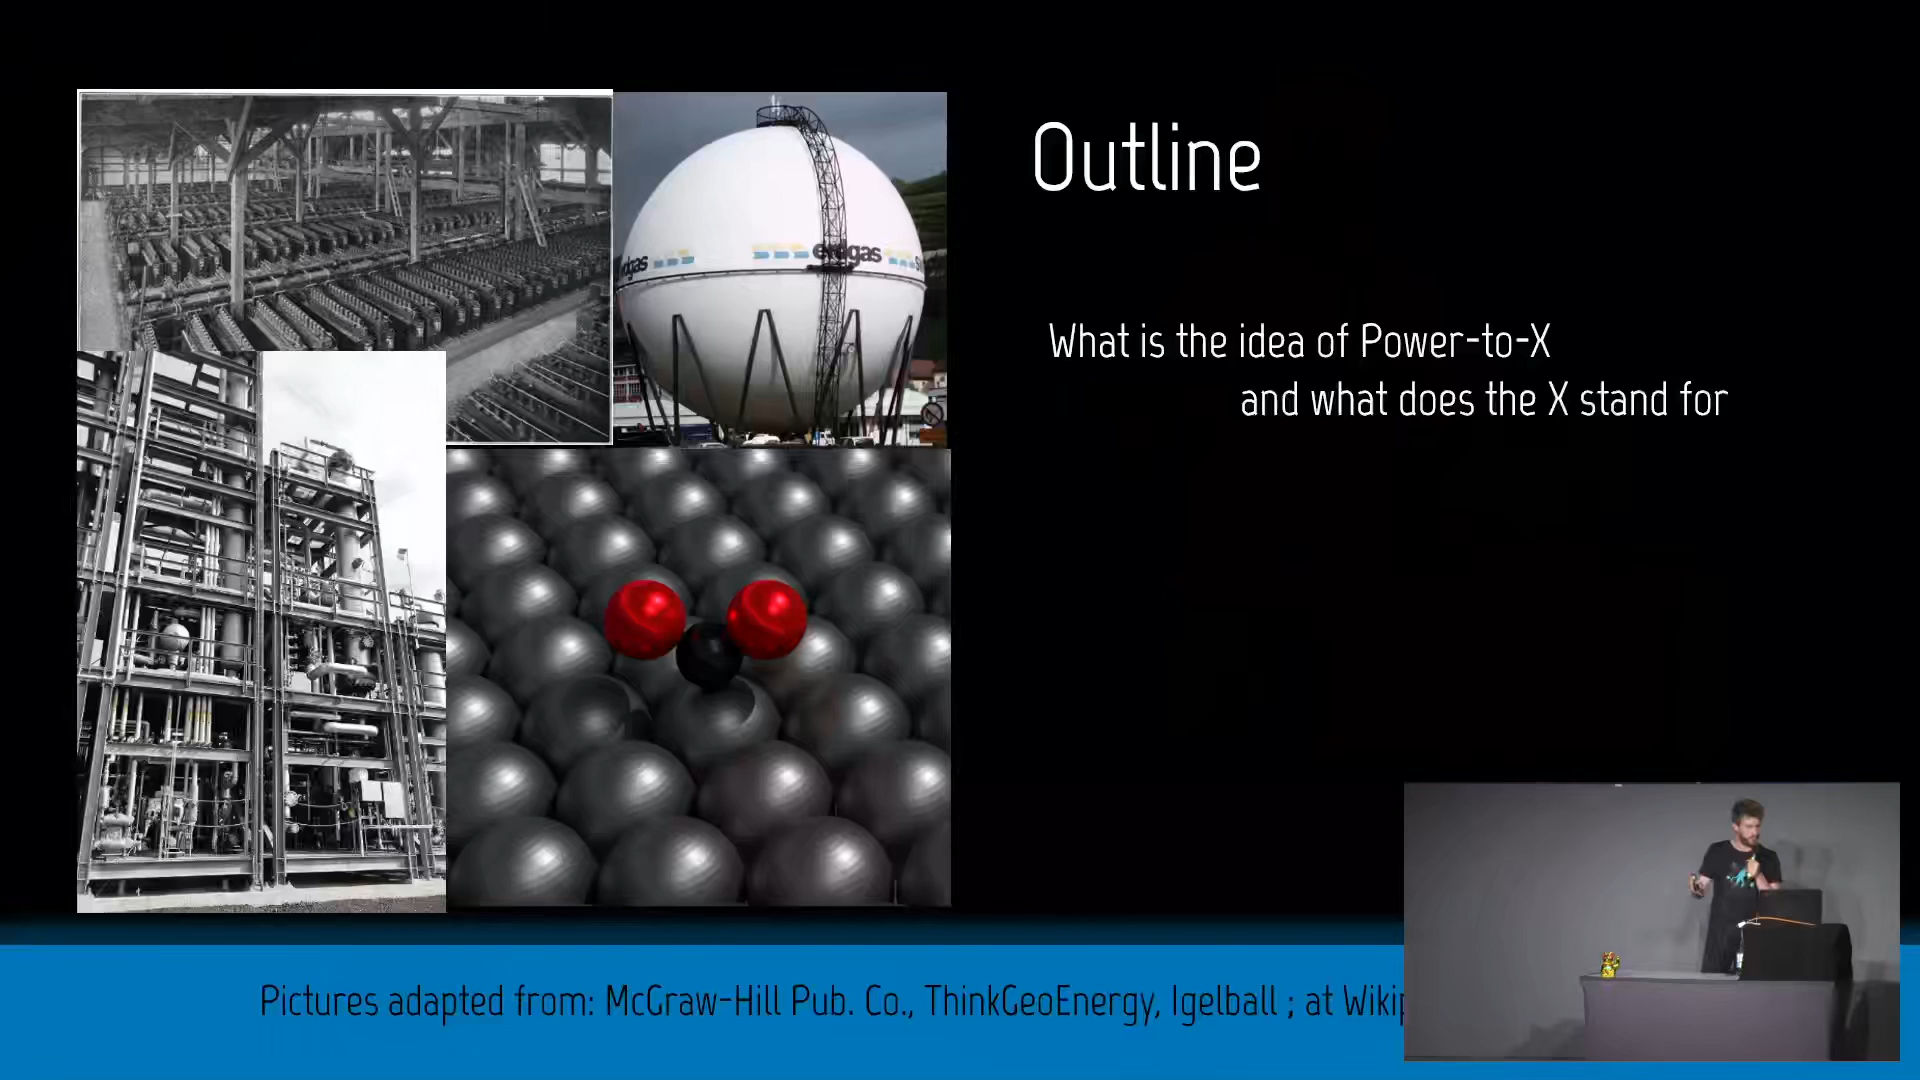 Outline
erdgas
What is the idea of Power-to-X
and what does the X stand for
Pictures adapted from: McGraw-Hill Pub. Co., ThinkGeoEnergy, Igelball ; at